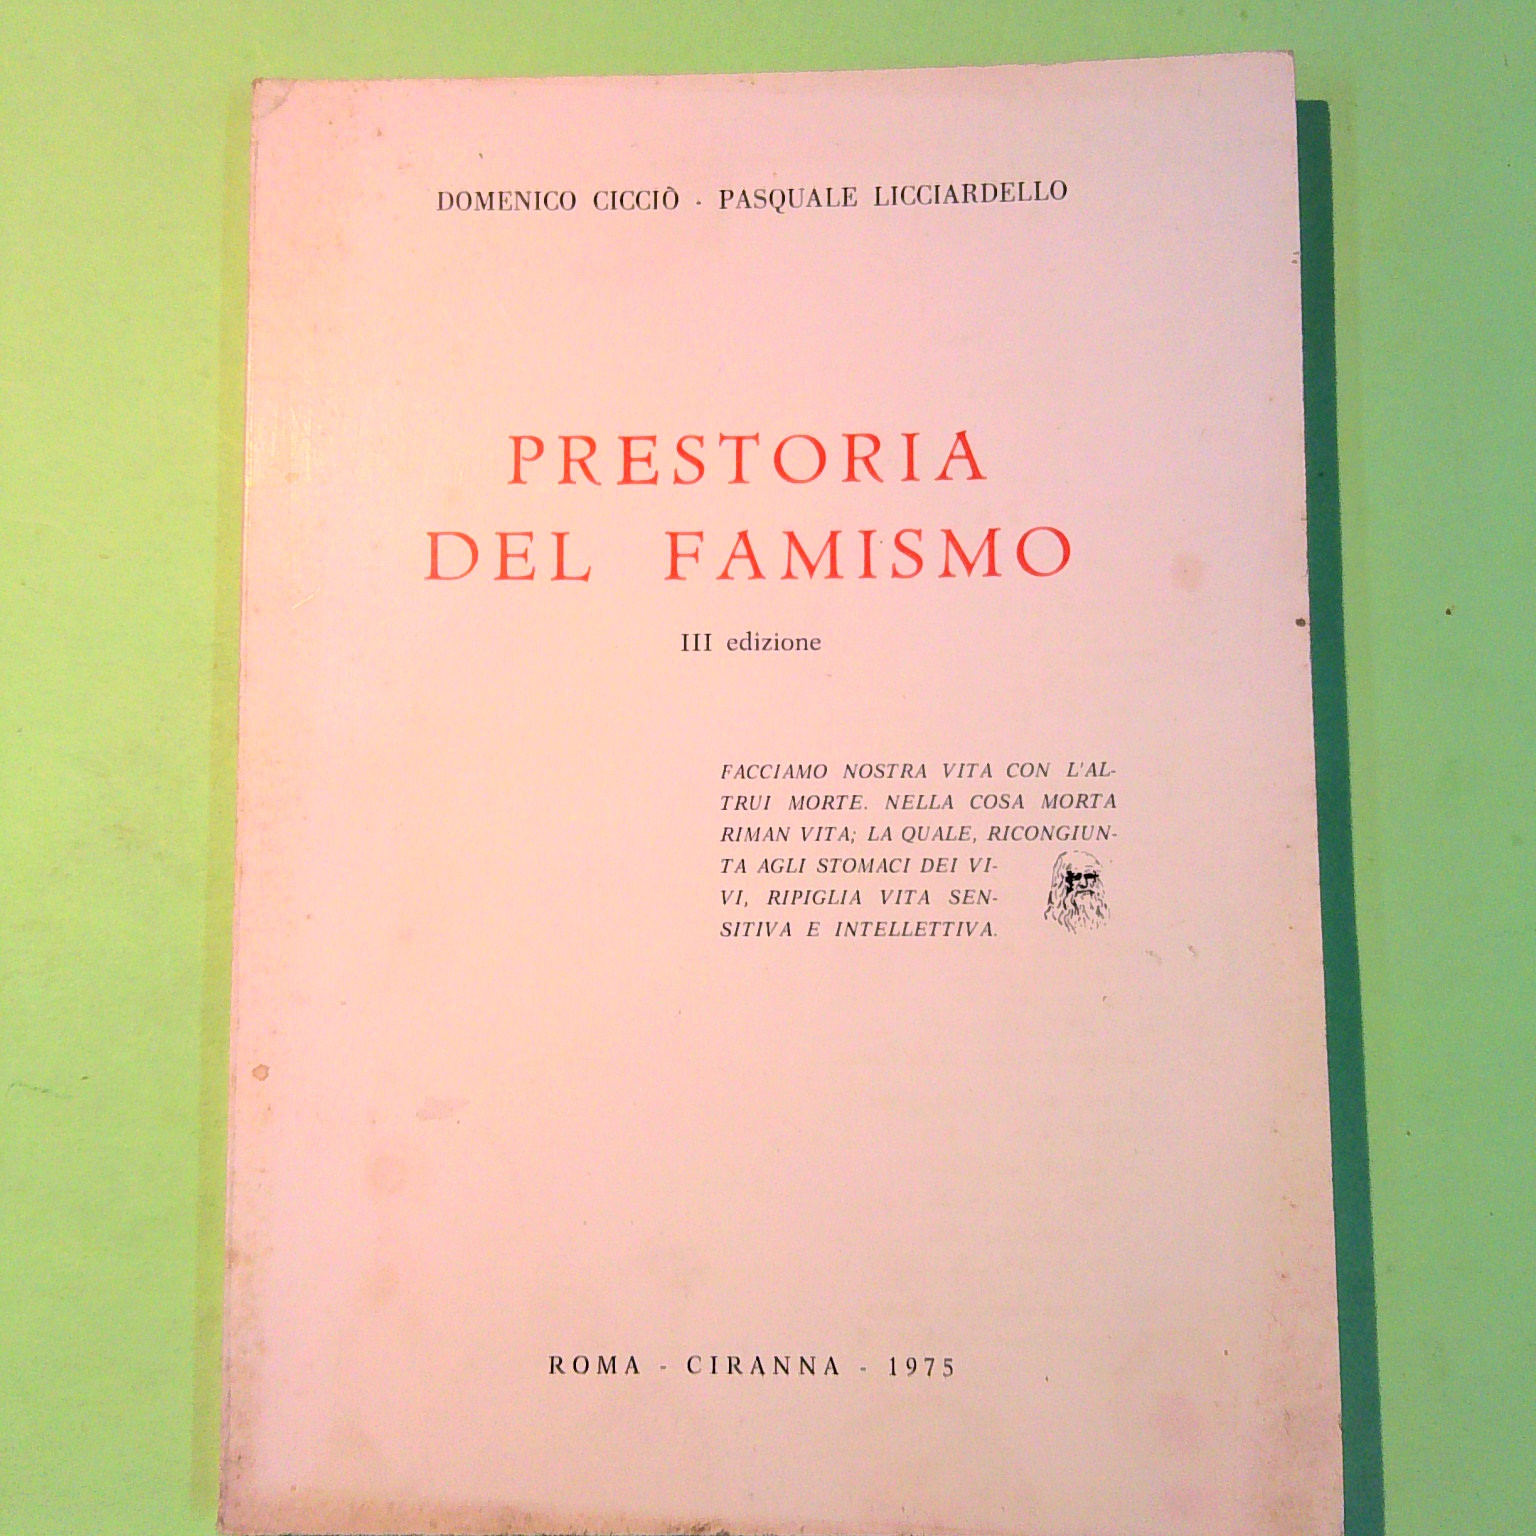 DOMENICO CICCIÒ - PASQUALE LICCIARDELLO
PRESTORIA
DEL FAMISMO
III edizione
FACCIAMO NOSTRA VITA CON L'AL-
TRUI MORTE. NELLA COSA MORTA
RIMAN VITA; LA QUALE, RICONGIUN-
TA AGLI STOMACI DEI VI-
VI, RIPIGLIA VITA SEN-
SITIVA E INTELLETTIVA.
ROMA - CIRANNA - 1975